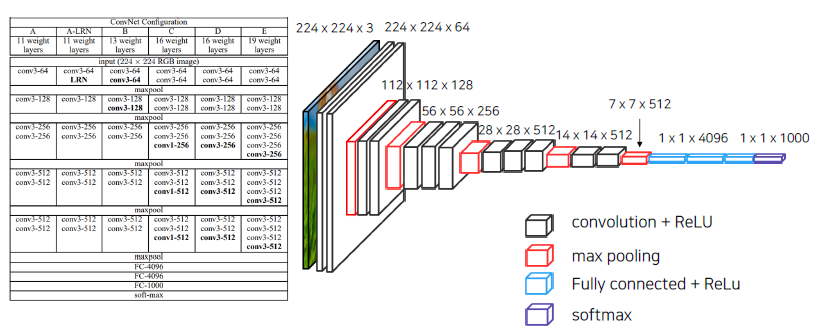 ConvNet Configuration
A A-LRN B C D E
11 weight layers 11 weight layers 13 weight layers 16 weight layers 16 weight layers 19 weight layers
input (224 × 224 RGB image)
conv3-64 conv3-64 conv3-64 conv3-64 conv3-64 conv3-64
LRN conv3-64 conv3-64 conv3-64 conv3-64
maxpool
conv3-128 conv3-128 conv3-128 conv3-128 conv3-128 conv3-128
conv3-128 conv3-128 conv3-128 conv3-128
maxpool
conv3-256 conv3-256 conv3-256 conv3-256 conv3-256 conv3-256
conv3-256 conv3-256 conv3-256 conv3-256 conv3-256 conv3-256
conv1-256 conv3-256 conv3-256
conv3-256
maxpool
conv3-512 conv3-512 conv3-512 conv3-512 conv3-512 conv3-512
conv3-512 conv3-512 conv3-512 conv3-512 conv3-512 conv3-512
conv1-512 conv3-512 conv3-512
conv3-512
maxpool
conv3-512 conv3-512 conv3-512 conv3-512 conv3-512 conv3-512
conv3-512 conv3-512 conv3-512 conv3-512 conv3-512 conv3-512
conv1-512 conv3-512 conv3-512
conv3-512
maxpool
FC-4096
FC-4096
FC-1000
soft-max
224 x 224 x 3 224 x 224 x 64
112 x 112 x 128
56 x 56 x 256
28 x 28 x 512
14 x 14 x 512
7 x 7 x 512
1 x 1 x 4096 1 x 1 x 1000
convolution + ReLU
max pooling
Fully connected + ReLu
softmax